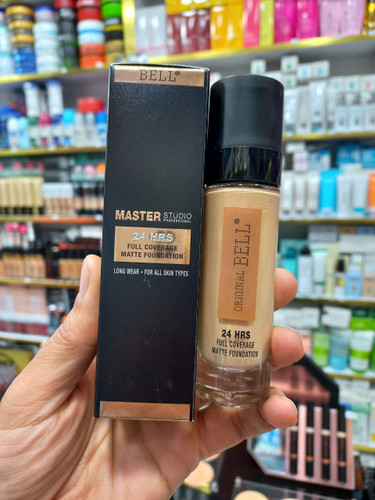 BELL®
MASTER STUDIO
PROFESSIONAL
24 HRS
FULL COVERAGE
MATTE FOUNDATION
LONG WEAR - FOR ALL SKIN TYPES
ORIGINAL BELL®
24 HRS
FULL COVERAGE
MATTE FOUNDATION